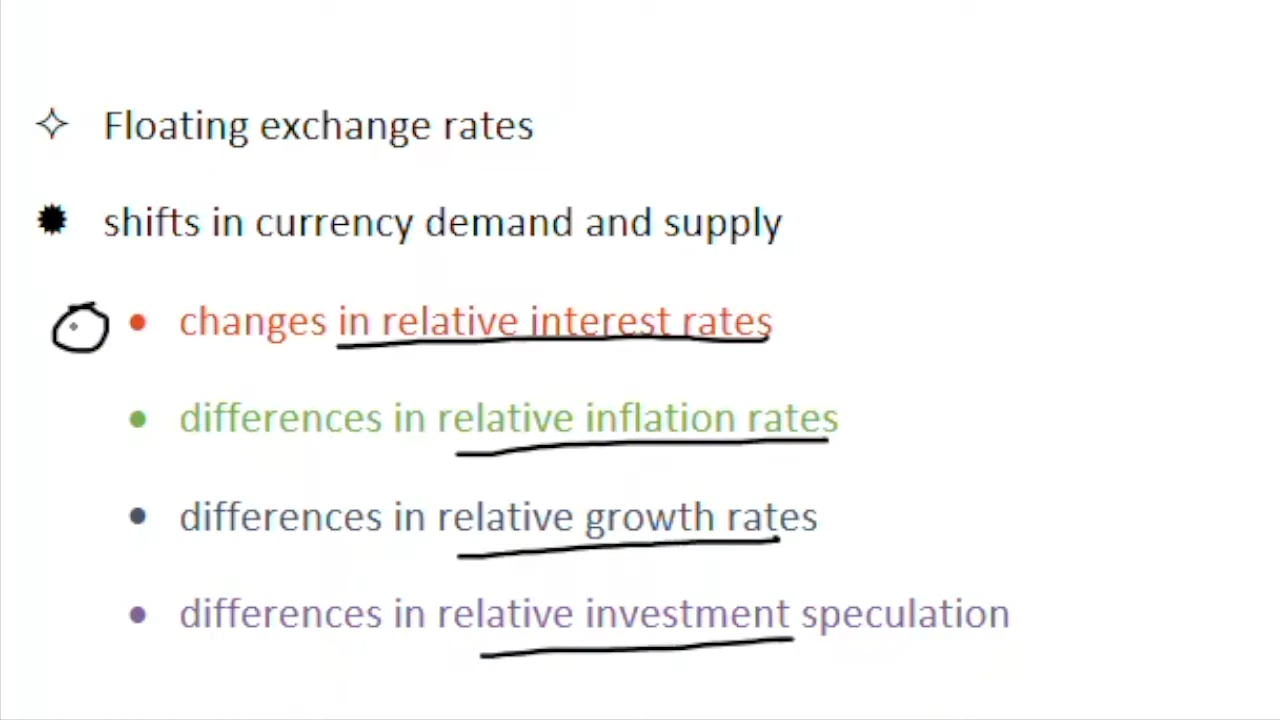 Floating exchange rates
shifts in currency demand and supply
changes in relative interest rates
differences in relative inflation rates
differences in relative growth rates
differences in relative investment speculation